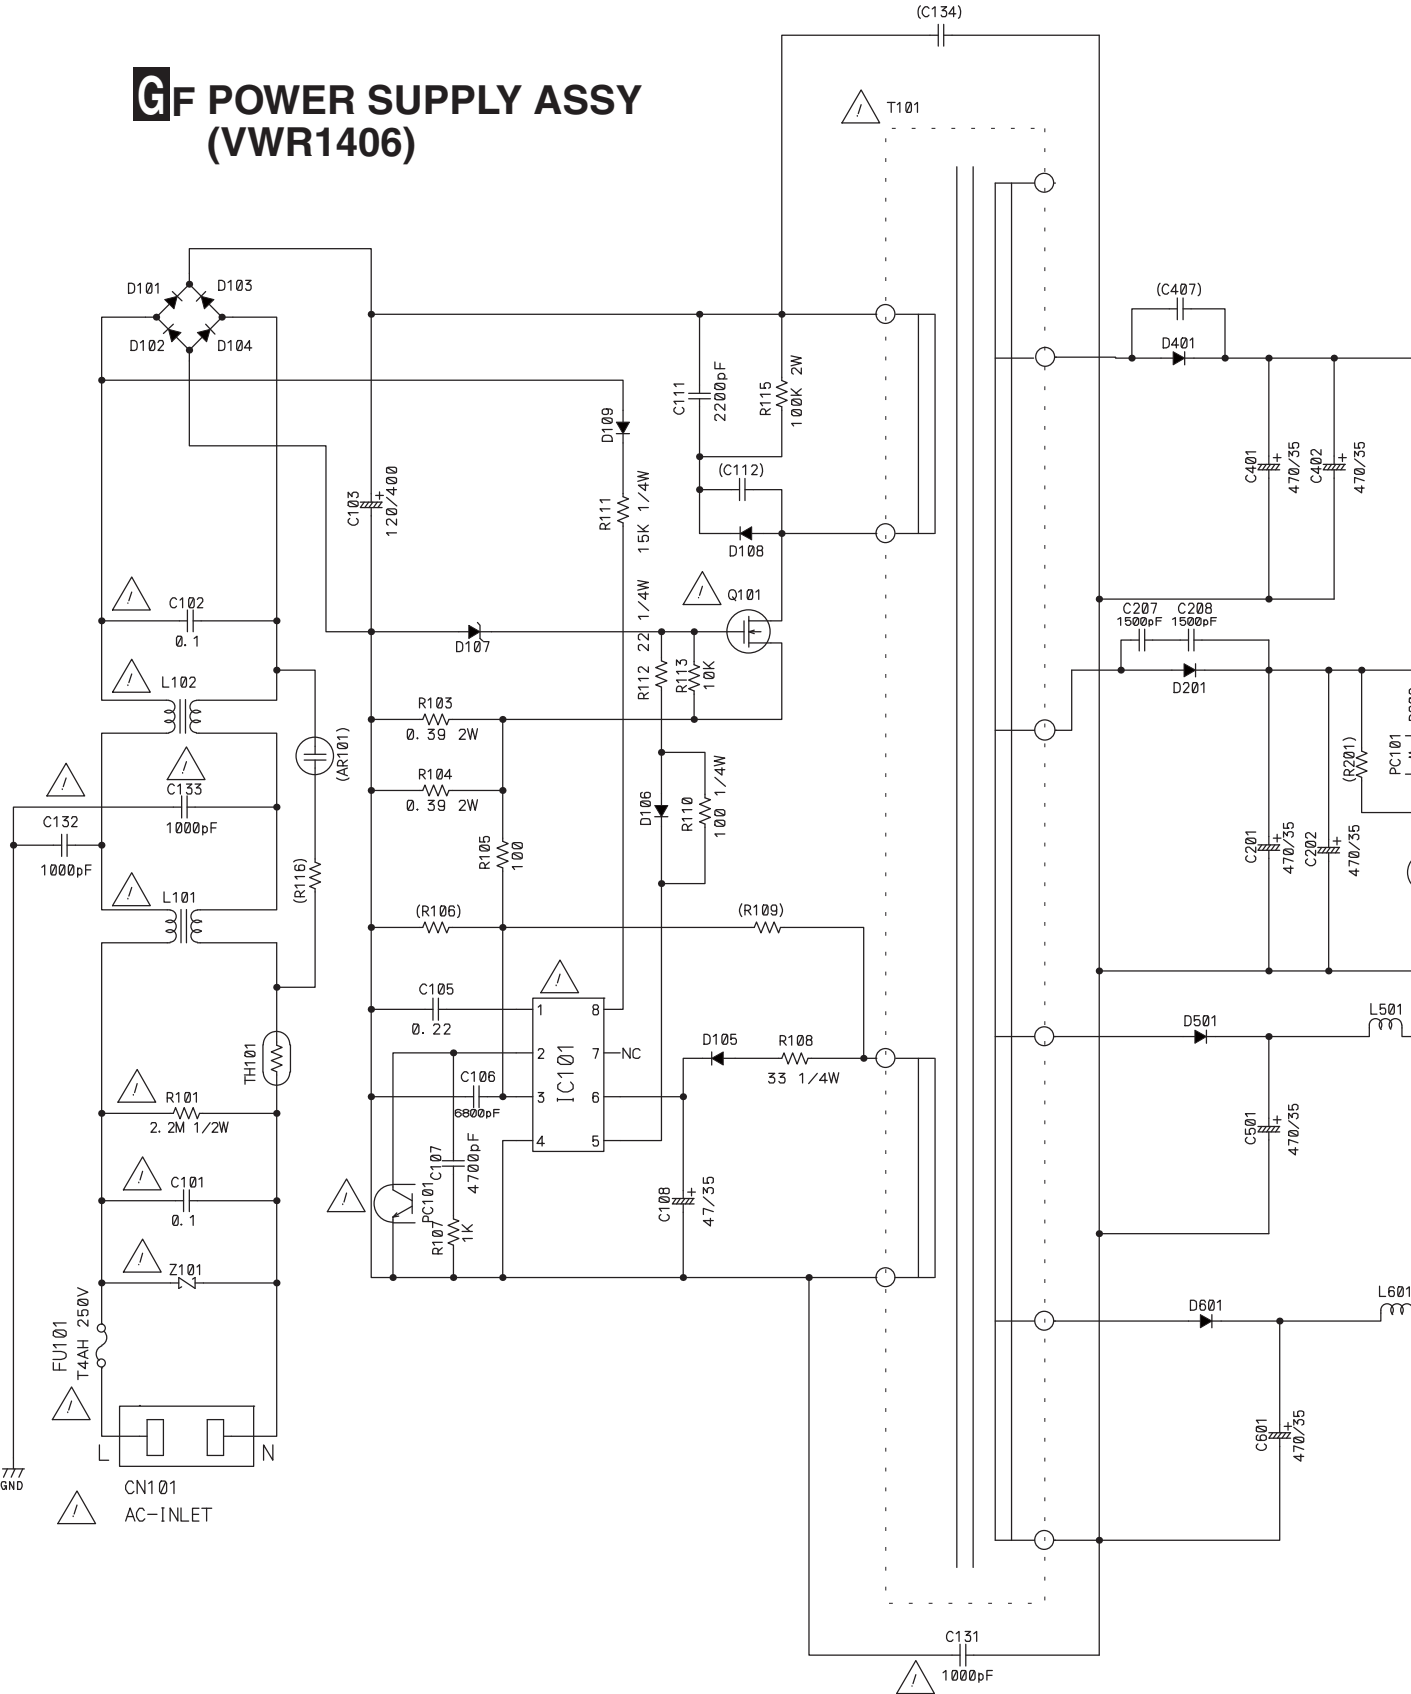 (C134)
GF POWER SUPPLY ASSY
(VWR1406)
T101
D101
D103
D102
D104
(C407)
D401
C111
2200pF
R115
100K 2W
D109
(C112)
D108
C103
+
120/400
R111
15K 1/4W
C401
+
470/35
C402
+
470/35
C102
0.1
Q101
D107
R112 22 1/4W
R113
10K
C207
1500pF
C208
1500pF
D201
L102
(AR101)
R103
0.39 2W
R104
0.39 2W
C133
1000pF
C132
1000pF
R105
100
D106
R110
100 1/4W
(R201)
PC101
C201
+
470/35
C202
+
470/35
L101
(R116)
(R106)
(R109)
C105
0.22
IC101
1
2
3
4
8
7
6
5
NC
D105
R108
33 1/4W
D501
L501
TH101
C106
6800pF
R101
2.2M 1/2W
C107
4700pF
C501
+
470/35
C101
0.1
PC101
R107
1K
C108
+
47/35
Z101
FU101
T4AH 250V
D601
L601
C601
+
470/35
L
N
GND
CN101
AC-INLET
C131
1000pF